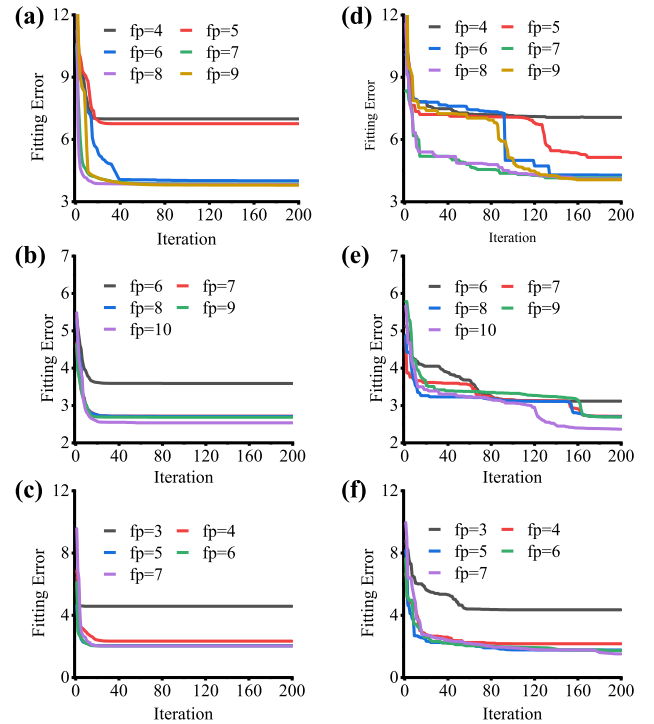 (a)
12
9
6
3
Fitting Error
fp=4 fp=5
fp=6 fp=7
fp=8 fp=9
0 40 80 120 160 200
Iteration
(d)
12
9
6
3
Fitting Error
fp=4 fp=5
fp=6 fp=7
fp=8 fp=9
0 40 80 120 160 200
Iteration
(b)
7
6
5
4
3
2
Fitting Error
fp=6 fp=7
fp=8 fp=9
fp=10
0 40 80 120 160 200
Iteration
(e)
7
6
5
4
3
2
Fitting Error
fp=6 fp=7
fp=8 fp=9
fp=10
0 40 80 120 160 200
Iteration
(c)
12
8
4
0
Fitting Error
fp=3 fp=4
fp=5 fp=6
fp=7
0 40 80 120 160 200
Iteration
(f)
12
8
4
0
Fitting Error
fp=3 fp=4
fp=5 fp=6
fp=7
0 40 80 120 160 200
Iteration